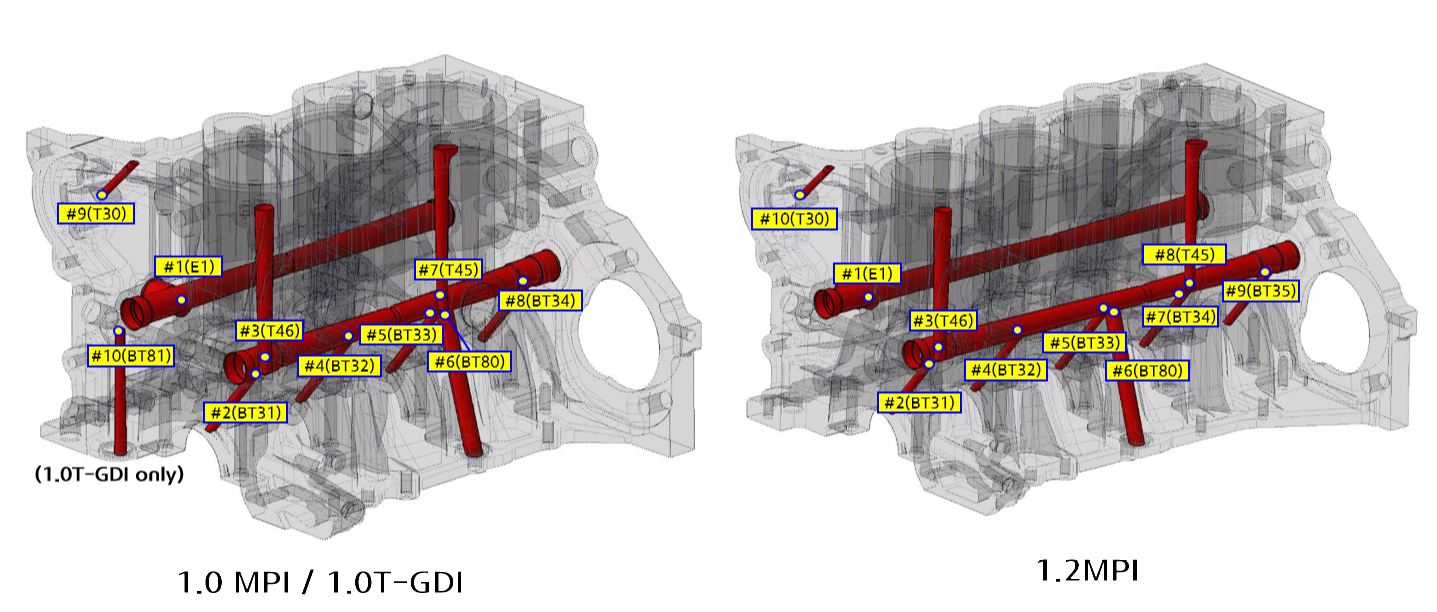 #9(T30)
#1(E1)
#7(T45)
#8(BT34)
#3(T46)
#5(BT33)
#10(BT81)
#4(BT32)
#6(BT80)
#2(BT31)
(1.0T-GDI only)
1.0 MPI / 1.0T-GDI
#10(T30)
#8(T45)
#1(E1)
#9(BT35)
#3(T46)
#7(BT34)
#5(BT33)
#4(BT32)
#6(BT80)
#2(BT31)
1.2MPI